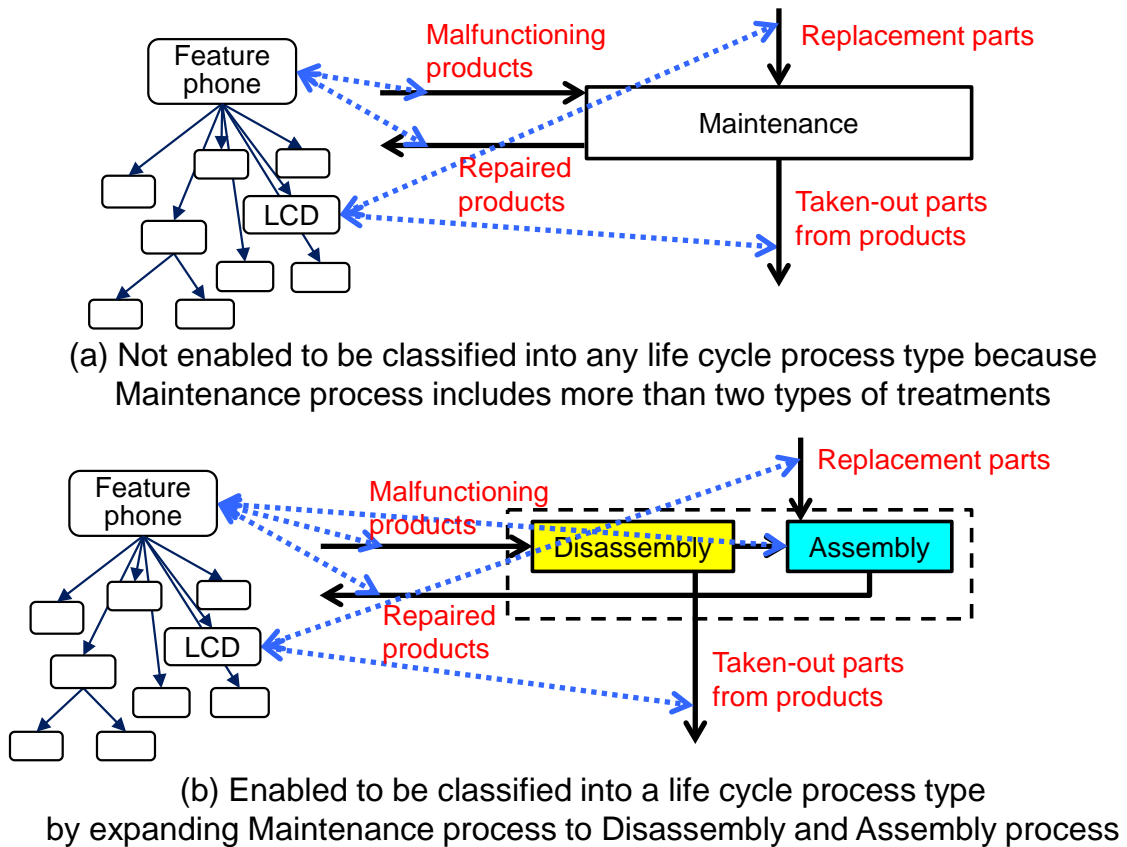 Feature
phone
Malfunctioning
products
Replacement parts
Maintenance
Repaired
products
LCD
Taken-out parts
from products
(a) Not enabled to be classified into any life cycle process type because
Maintenance process includes more than two types of treatments
Feature
phone
Malfunctioning
products
Replacement parts
Disassembly
Assembly
Repaired
products
LCD
Taken-out parts
from products
(b) Enabled to be classified into a life cycle process type
by expanding Maintenance process to Disassembly and Assembly process